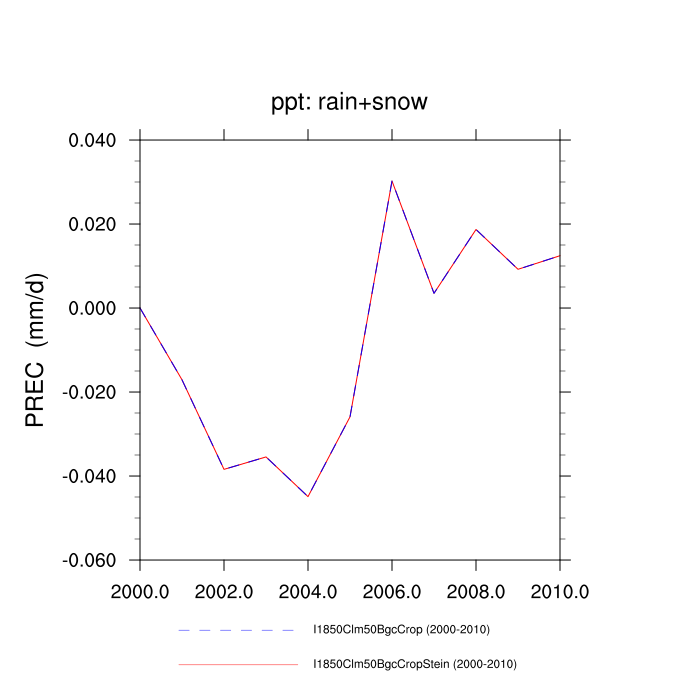 ppt: rain+snow
0.040
0.020
0.000
-0.020
-0.040
-0.060
PREC (mm/d)
2000.0 2002.0 2004.0 2006.0 2008.0 2010.0
I1850Clm50BgcCrop (2000-2010)
I1850Clm50BgcCropStein (2000-2010)